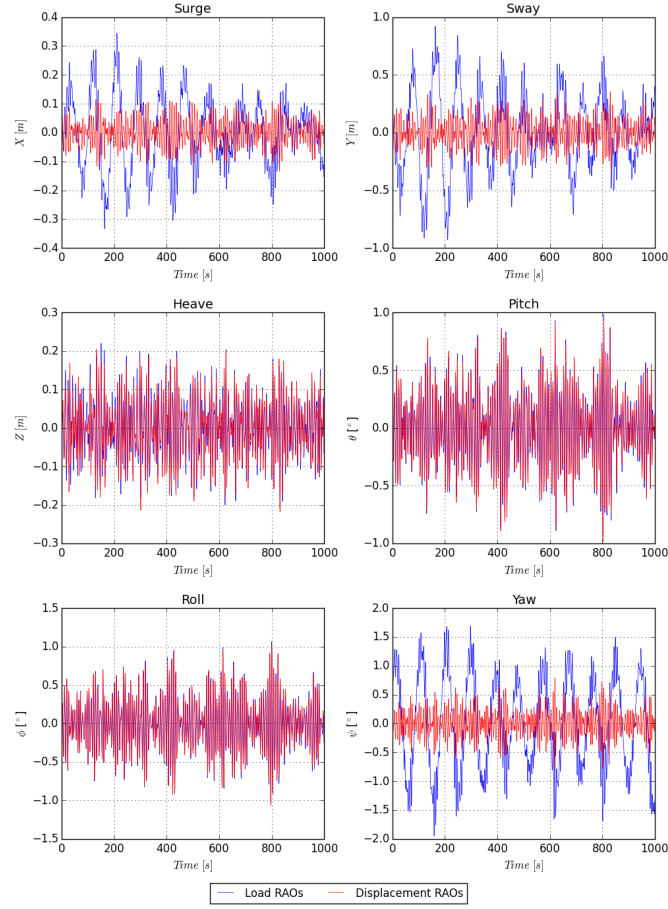 Surge
0.4
0.3
0.2
0.1
0.0
−0.1
−0.2
−0.3
−0.4
X [m]
0 200 400 600 800 1000
Time [s]
Sway
1.0
0.5
0.0
−0.5
−1.0
Y [m]
0 200 400 600 800 1000
Time [s]
Heave
0.3
0.2
0.1
0.0
−0.1
−0.2
−0.3
Z [m]
0 200 400 600 800 1000
Time [s]
Pitch
1.0
0.5
0.0
−0.5
−1.0
θ [°]
0 200 400 600 800 1000
Time [s]
Roll
1.5
1.0
0.5
0.0
−0.5
−1.0
−1.5
ϕ [°]
0 200 400 600 800 1000
Time [s]
Yaw
2.0
1.5
1.0
0.5
0.0
−0.5
−1.0
−1.5
−2.0
ψ [°]
0 200 400 600 800 1000
Time [s]
Load RAOs Displacement RAOs